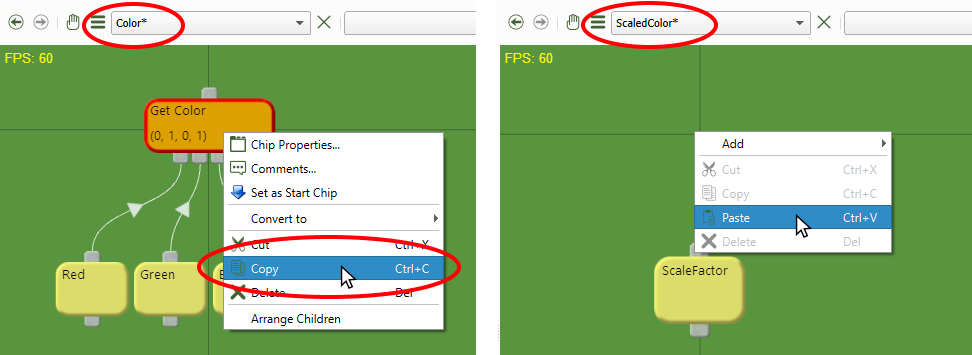 Color*
FPS: 60
Get Color
(0, 1, 0, 1)
Chip Properties...
Comments...
Set as Start Chip
Convert to
Cut Ctrl+X
Copy Ctrl+C
Delete Del
Arrange Children
Red
Green
ScaledColor*
FPS: 60
Add
Cut Ctrl+X
Copy Ctrl+C
Paste Ctrl+V
Delete Del
ScaleFactor